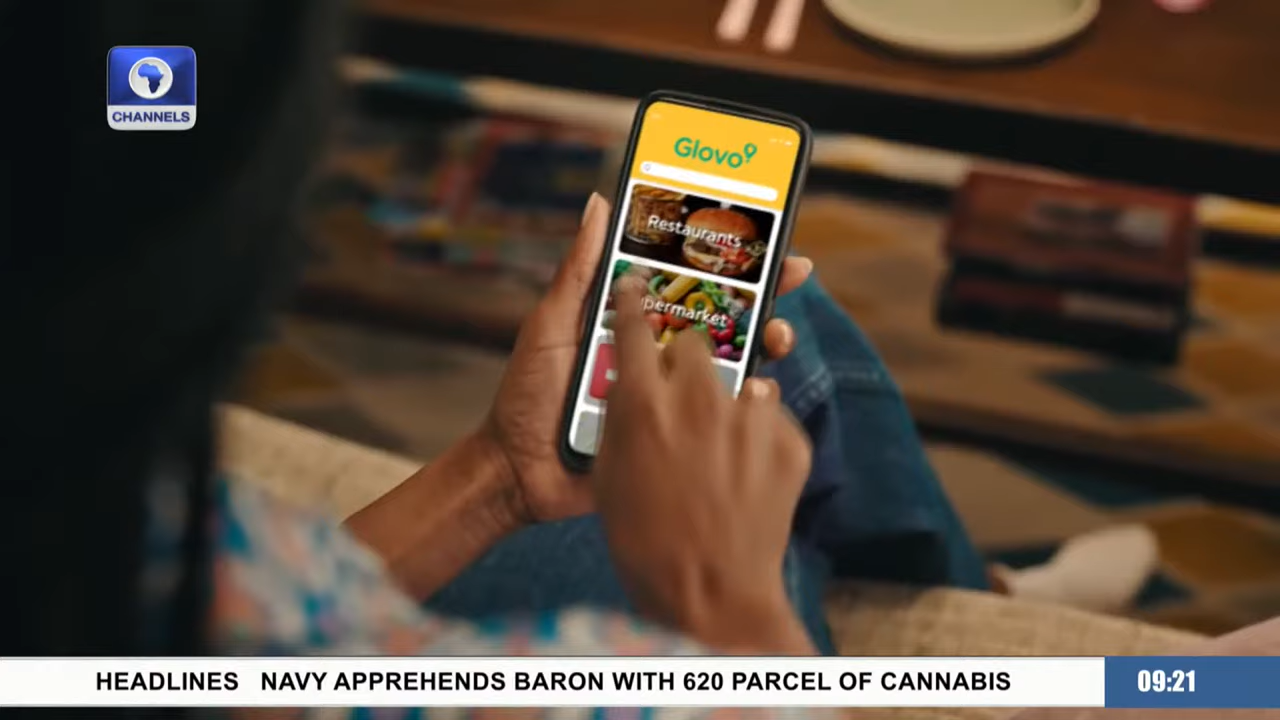 CHANNELS
Glovo
Restaurants
permarket
HEADLINES NAVY APPREHENDS BARON WITH 620 PARCEL OF CANNABIS
09:21